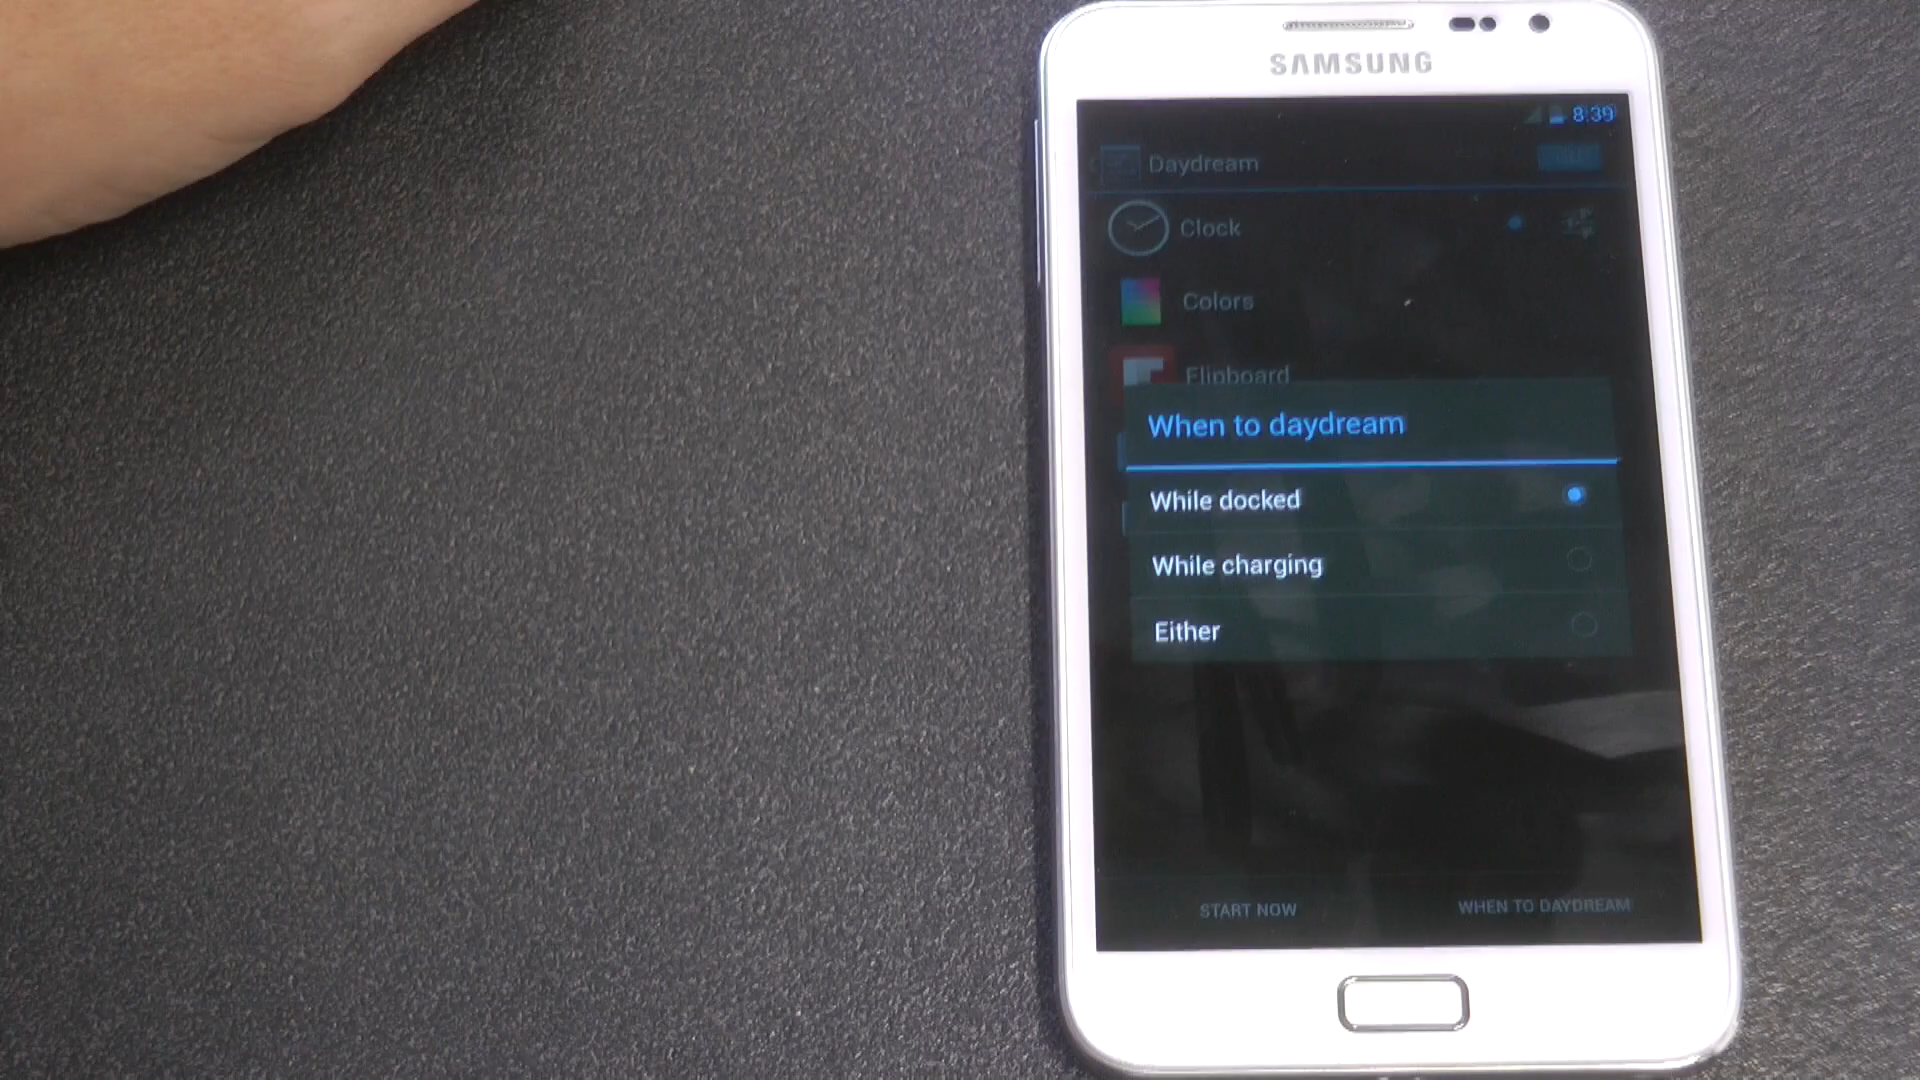 SAMSUNG
8:39
Daydream
Clock
Colors
Flipboard
When to daydream
While docked
While charging
Either
START NOW
WHEN TO DAYDREAM